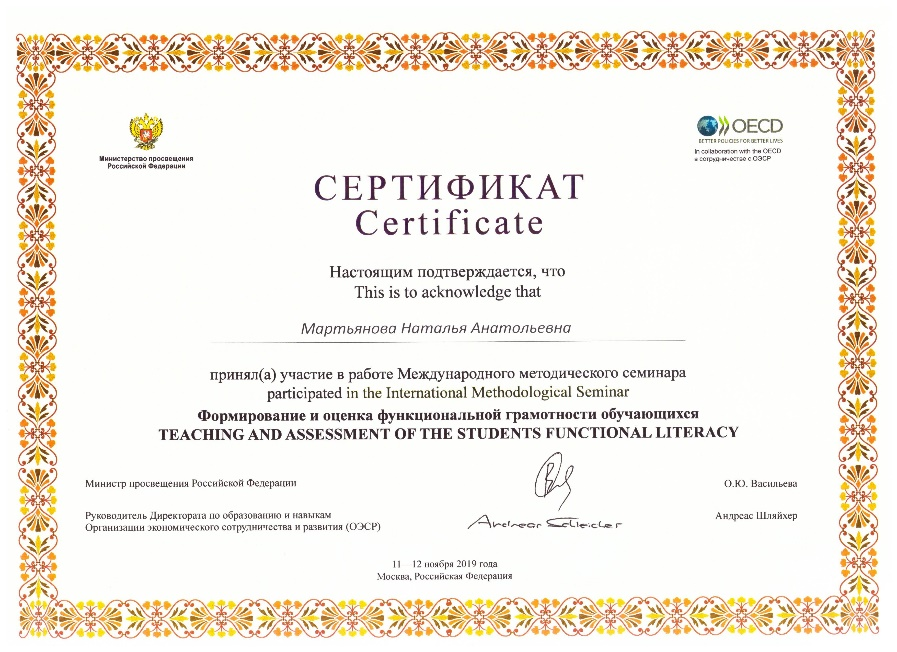 Министерство просвещения
Российской Федерации
OECD
BETTER POLICIES FOR BETTER LIVES
In collaboration with the OECD
в сотрудничестве с ОЭСР
СЕРТИФИКАТ
Certificate
Настоящим подтверждается, что
This is to acknowledge that
Мартьянова Наталья Анатольевна
принял(а) участие в работе Международного методического семинара
participated in the International Methodological Seminar
Формирование и оценка функциональной грамотности обучающихся
TEACHING AND ASSESSMENT OF THE STUDENTS FUNCTIONAL LITERACY
Министр просвещения Российской Федерации
О.Ю. Васильева
Руководитель Директората по образованию и навыкам
Организации экономического сотрудничества и развития (ОЭСР)
Andreas Schleicher
Андреас Шляйхер
11 – 12 ноября 2019 года
Москва, Российская Федерация